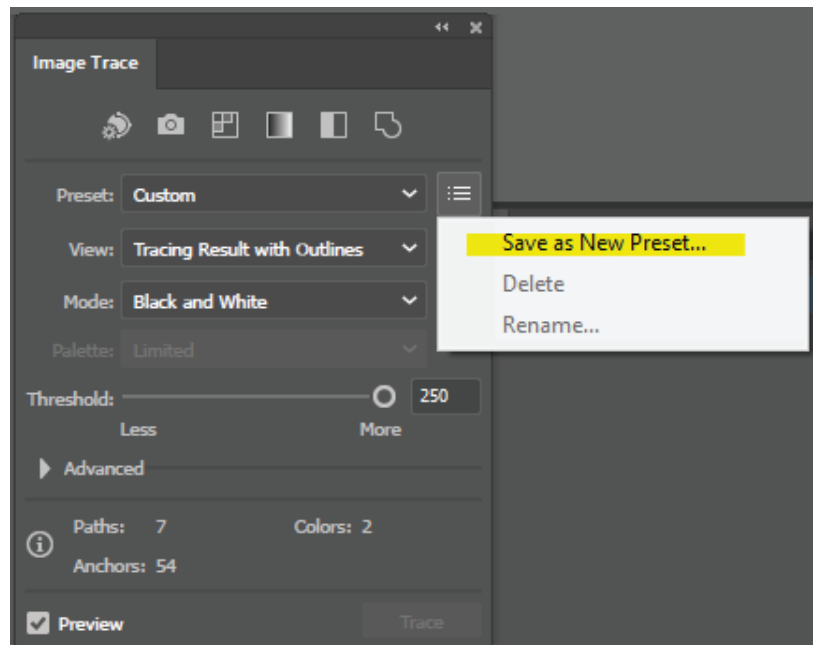 Image Trace
Preset: Custom
Save as New Preset...
View: Tracing Result with Outlines
Delete
Mode: Black and White
Rename...
Palette: Limited
Threshold: 250
Less More
Advanced
Paths: 7 Colors: 2
Anchors: 54
Preview Trace